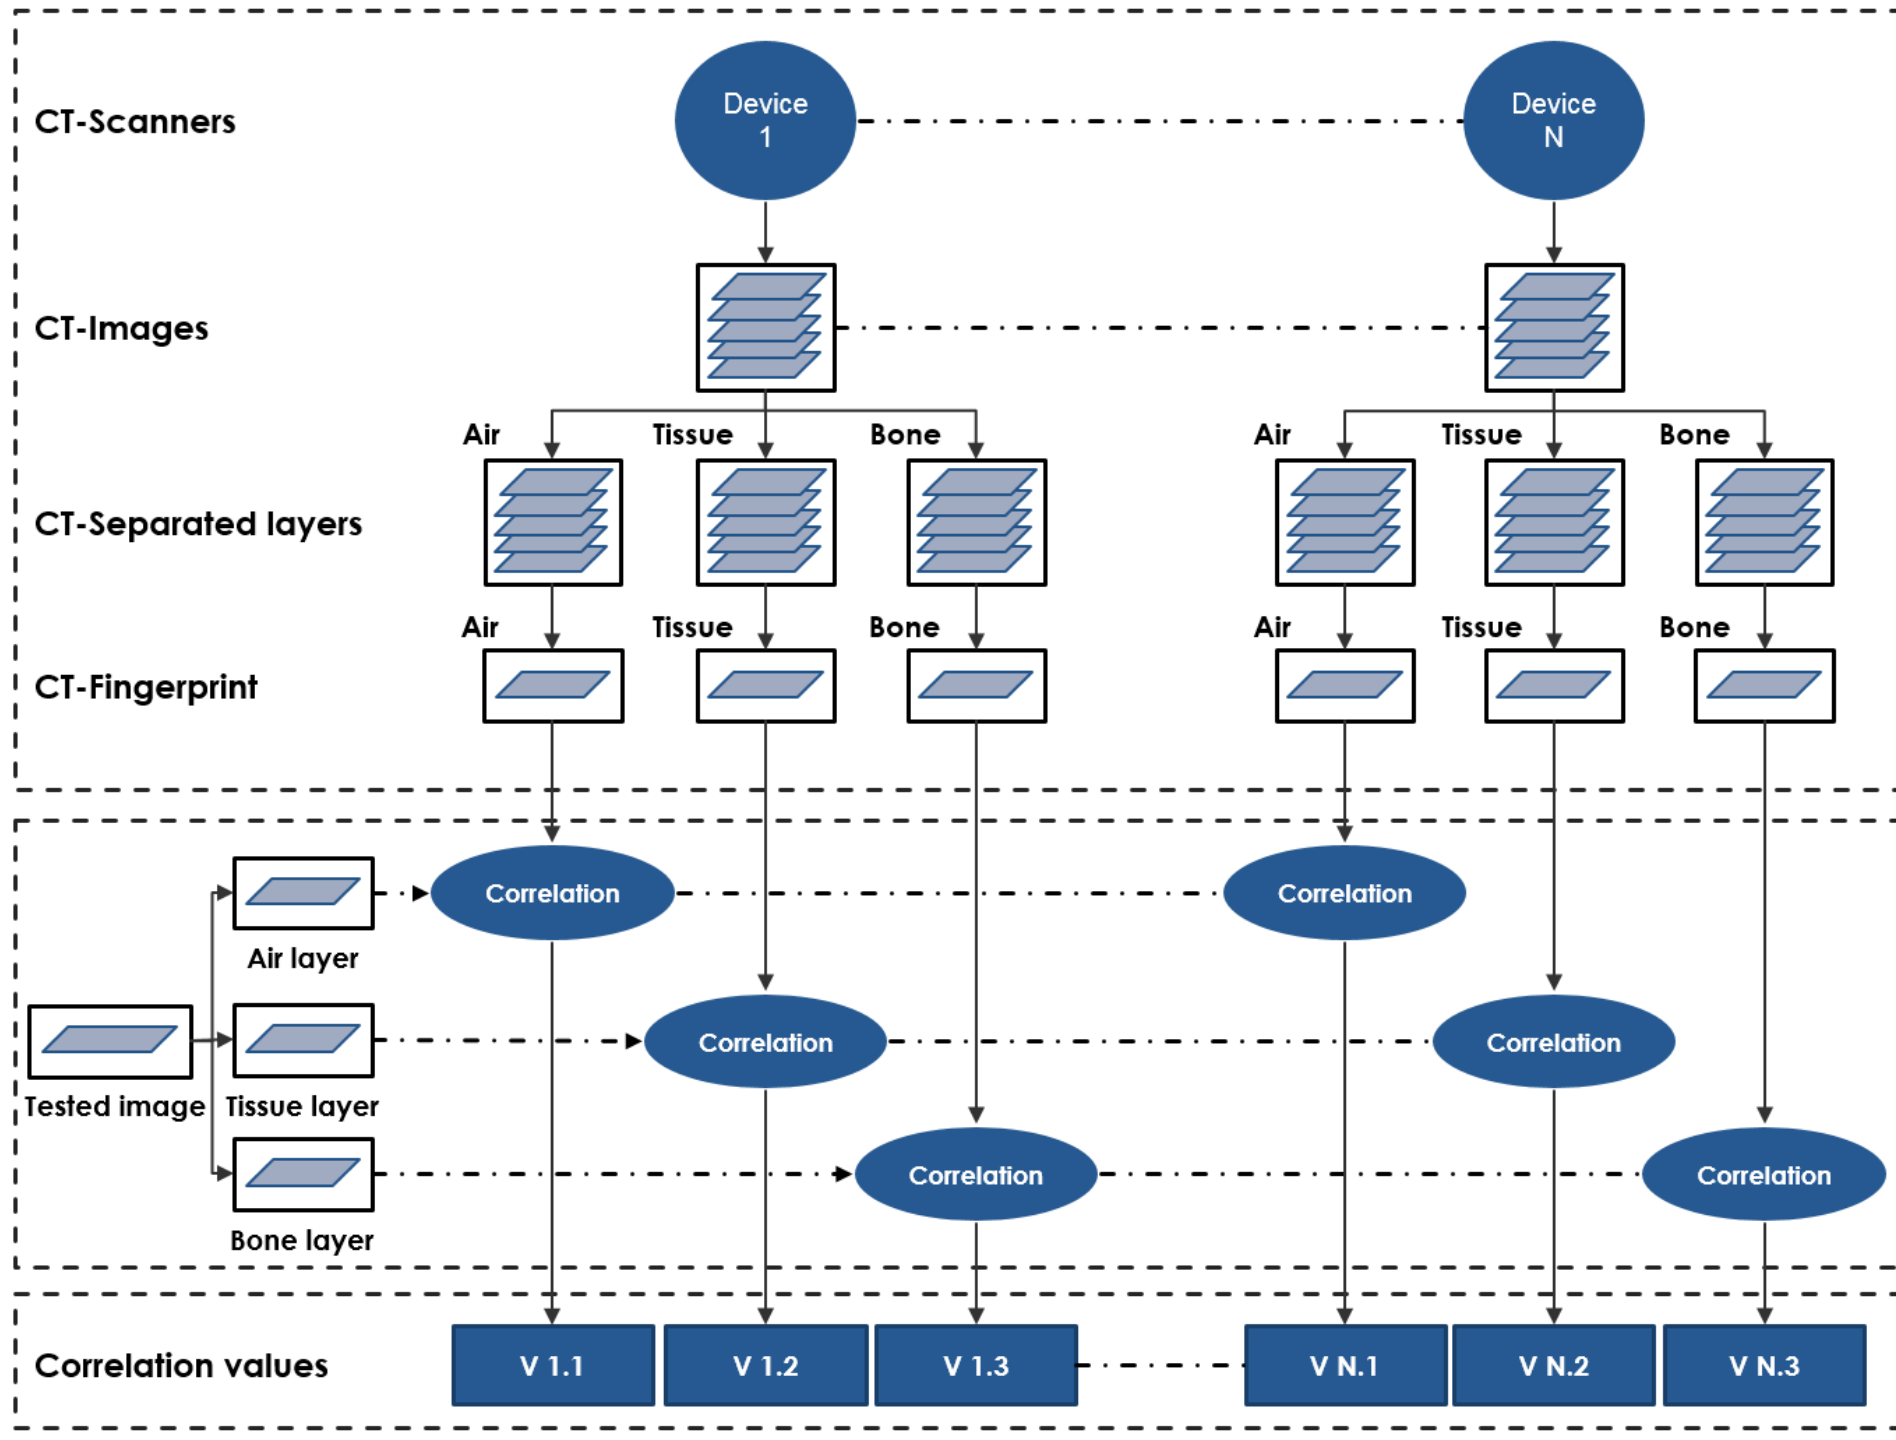 CT-Scanners
Device
1
Device
N
CT-Images
Air
Tissue
Bone
Air
Tissue
Bone
CT-Separated layers
Air
Tissue
Bone
Air
Tissue
Bone
CT-Fingerprint
Correlation
Correlation
Air layer
Correlation
Correlation
Tested image
Tissue layer
Correlation
Correlation
Bone layer
Correlation values
V 1.1
V 1.2
V 1.3
V N.1
V N.2
V N.3